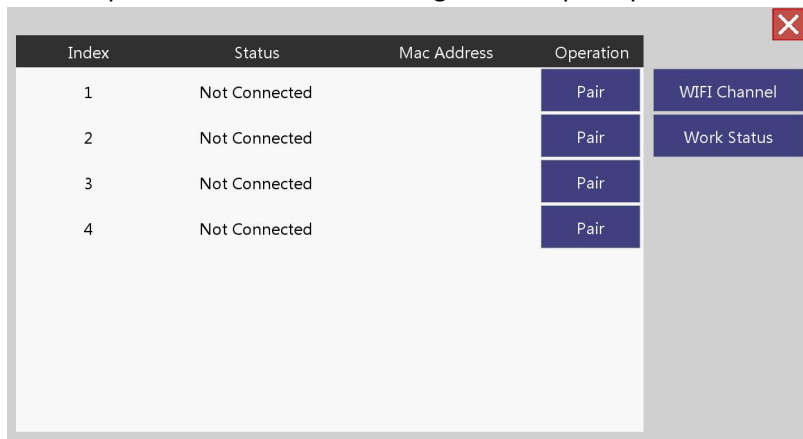 Index Status Mac Address Operation
1 Not Connected Pair WIFI Channel
2 Not Connected Pair Work Status
3 Not Connected Pair
4 Not Connected Pair